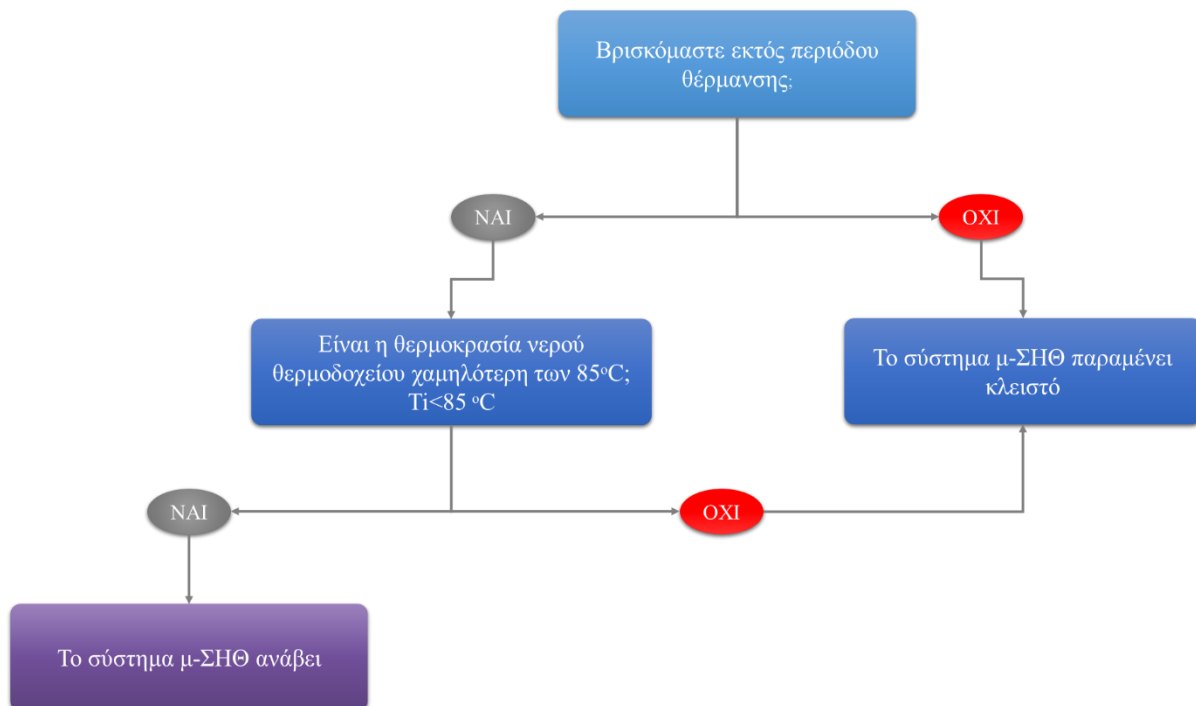 Βρισκόμαστε εκτός περιόδου
θέρμανσης;
ΝΑΙ
ΟΧΙ
Είναι η θερμοκρασία νερού
θερμοδοχείου χαμηλότερη των 85°C;
Ti<85 °C
Το σύστημα μ-ΣΗΘ παραμένει
κλειστό
ΝΑΙ
ΟΧΙ
Το σύστημα μ-ΣΗΘ ανάβει